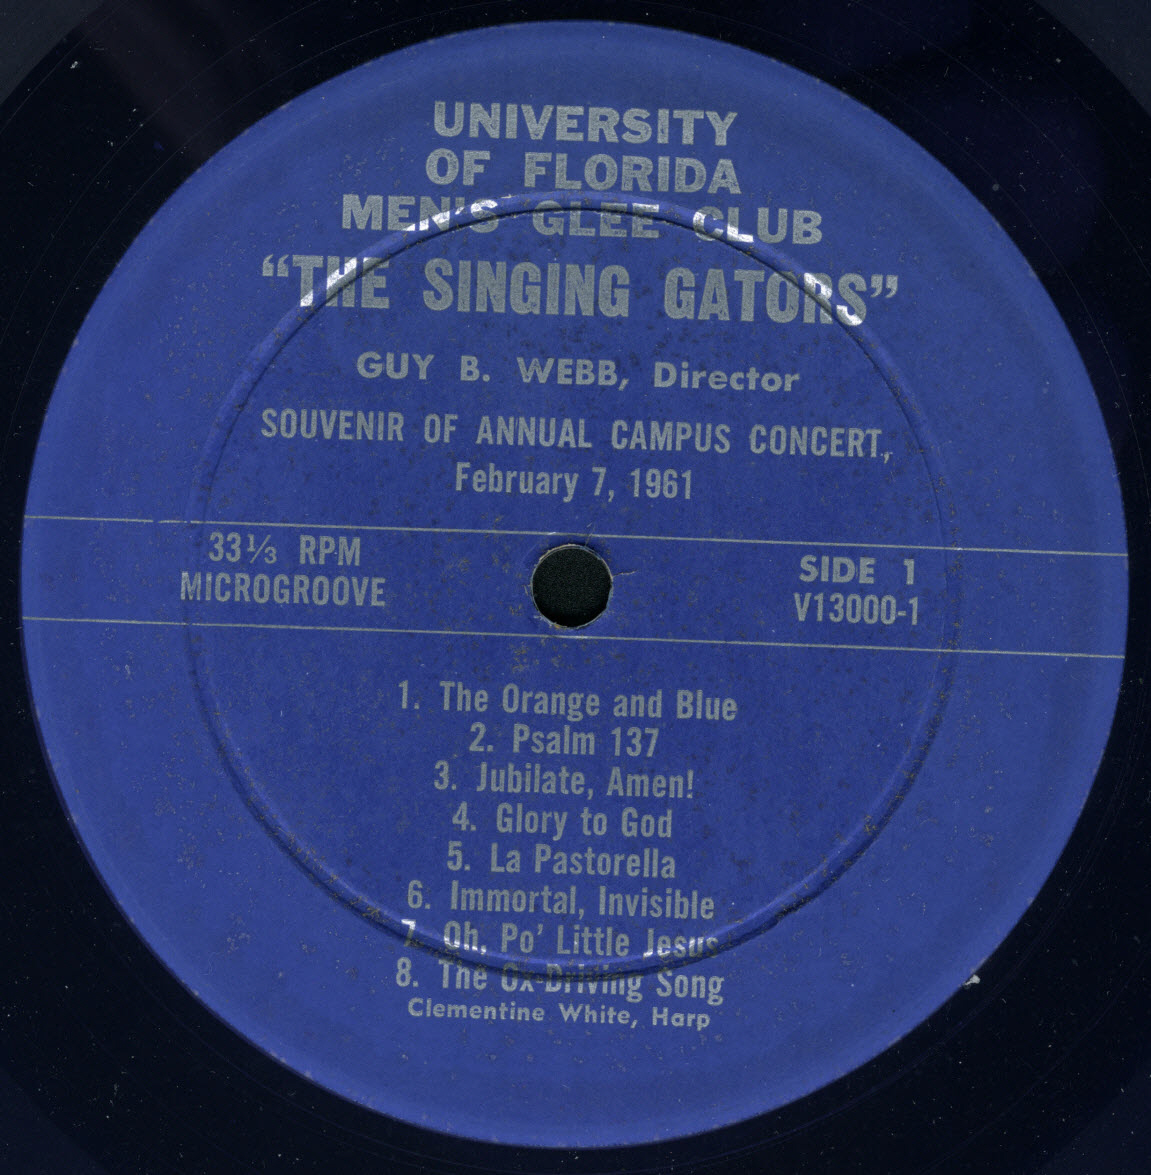 UNIVERSITY
OF FLORIDA
MEN'S GLEE CLUB
"THE SINGING GATORS"
GUY B. WEBB, Director
SOUVENIR OF ANNUAL CAMPUS CONCERT,
February 7, 1961
33⅓ RPM
MICROGROOVE
SIDE 1
V13000-1
1. The Orange and Blue
2. Psalm 137
3. Jubilate, Amen!
4. Glory to God
5. La Pastorella
6. Immortal, Invisible
7. Oh, Po' Little Jesus
8. The Ox-Driving Song
Clementine White, Harp